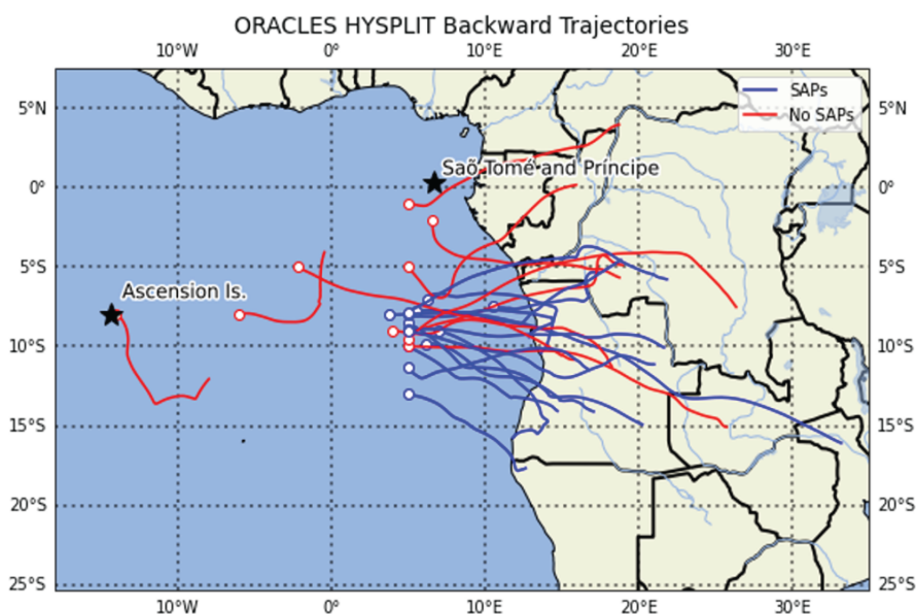 ORACLES HYSPLIT Backward Trajectories
10°W 0° 10°E 20°E 30°E
SAPs
No SAPs
5°N 5°N
Saõ Tomé and Príncipe
0° 0°
5°S 5°S
Ascension Is.
10°S 10°S
15°S 15°S
20°S 20°S
25°S 25°S
10°W 0° 10°E 20°E 30°E